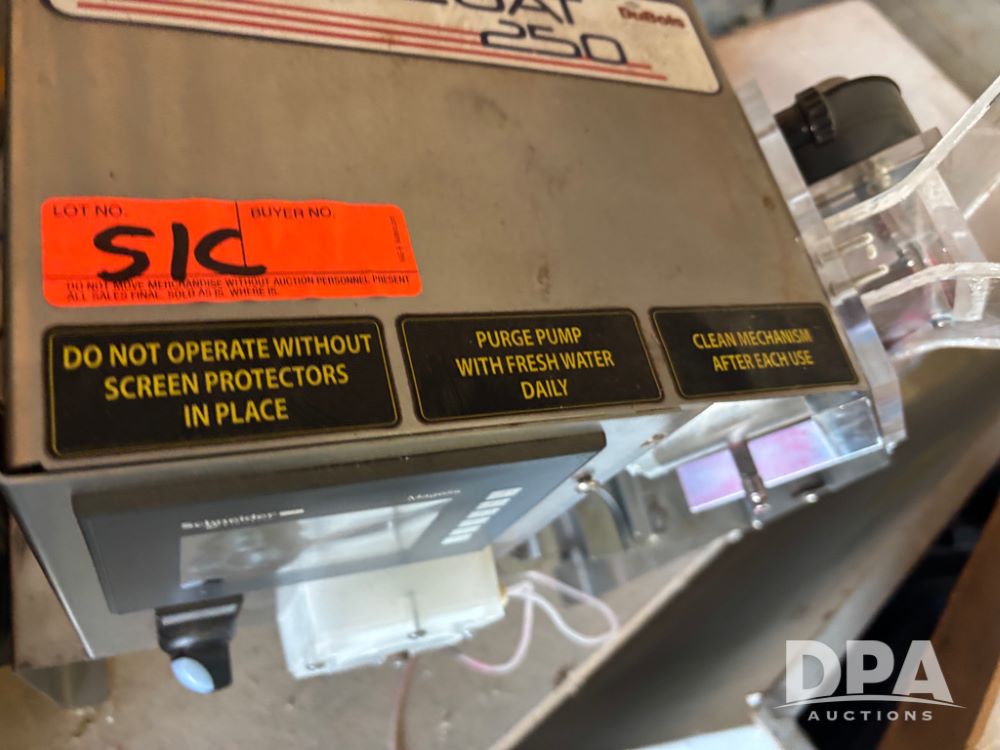 DuBois
250
LOT NO.
BUYER NO.
51C
DO NOT MOVE MERCHANDISE WITHOUT AUCTION PERSONNEL PRESENT
ALL SALES FINAL. SOLD AS IS. WHERE IS.
DO NOT OPERATE WITHOUT
SCREEN PROTECTORS
IN PLACE
PURGE PUMP
WITH FRESH WATER
DAILY
CLEAN MECHANISM
AFTER EACH USE
Schneider
Magelis
DPA
AUCTIONS